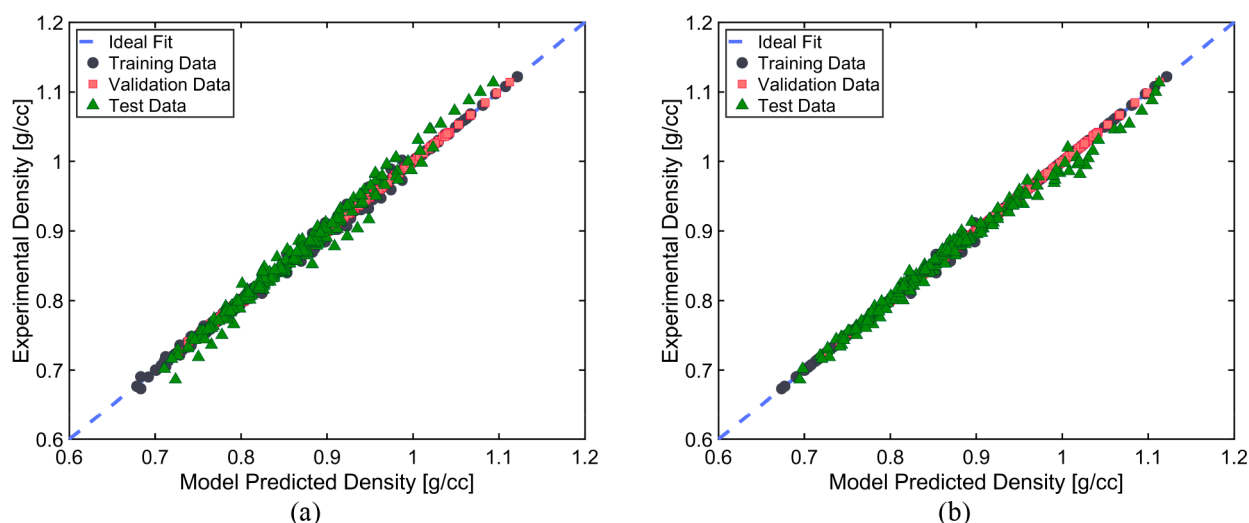 1.2
1.1
1
0.9
0.8
0.7
0.6
Experimental Density [g/cc]
Ideal Fit
Training Data
Validation Data
Test Data
0.6 0.7 0.8 0.9 1 1.1 1.2
Model Predicted Density [g/cc]
(a)
1.2
1.1
1
0.9
0.8
0.7
0.6
Experimental Density [g/cc]
Ideal Fit
Training Data
Validation Data
Test Data
0.6 0.7 0.8 0.9 1 1.1 1.2
Model Predicted Density [g/cc]
(b)